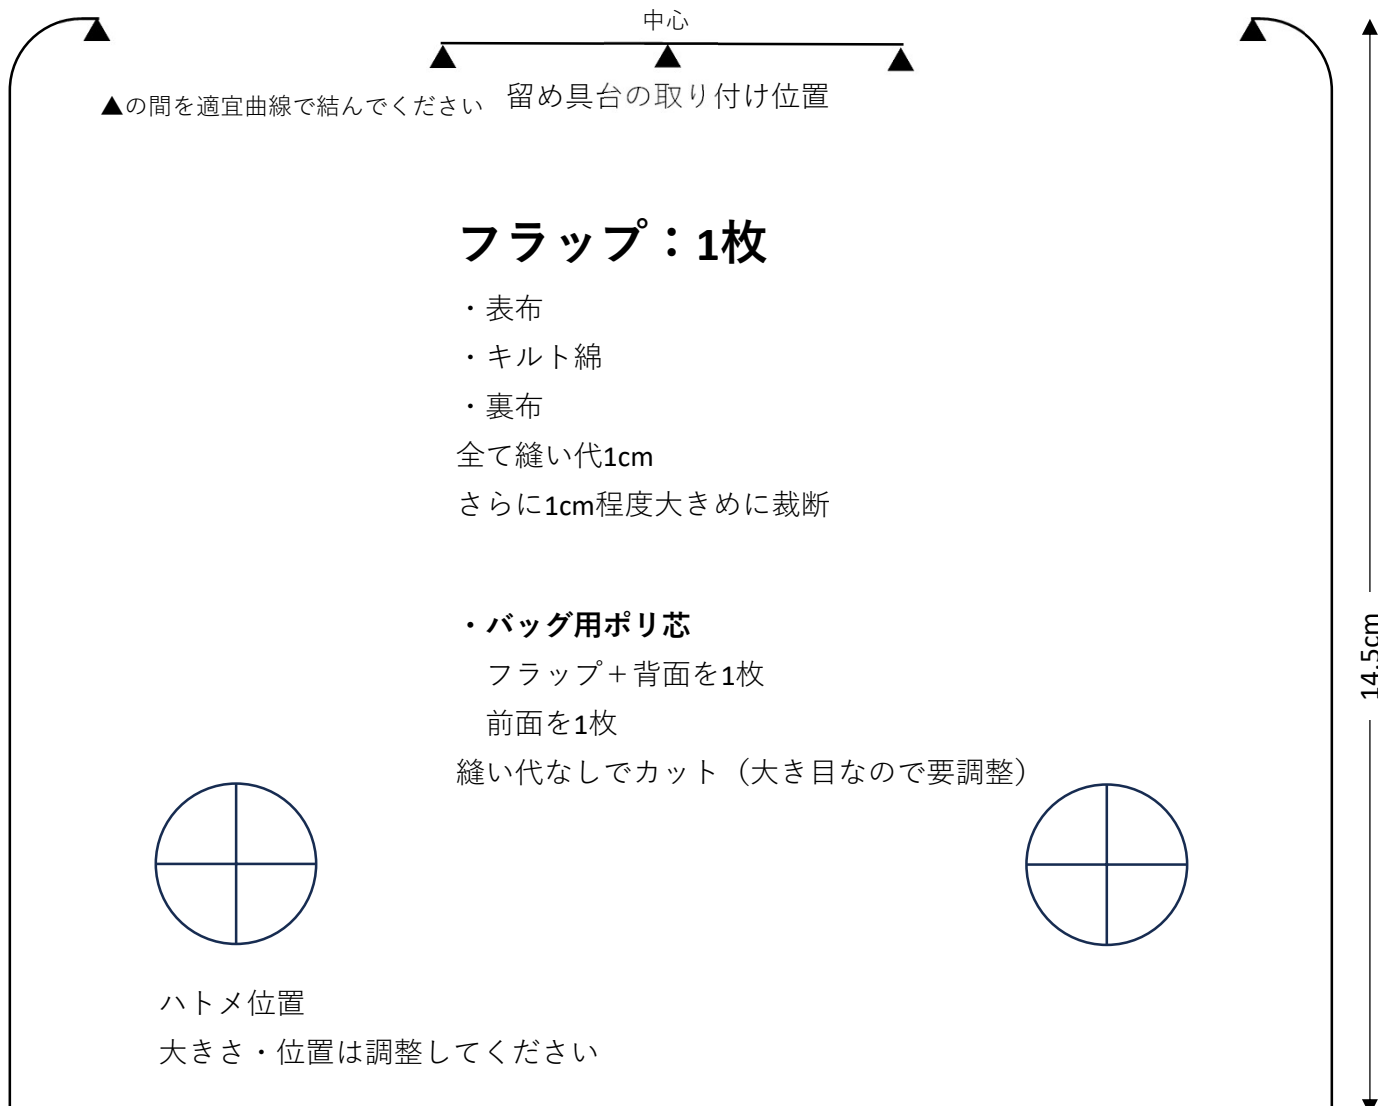 中心
▲の間を適宜曲線で結んでください
留め具台の取り付け位置
フラップ：1枚
・表布
・キルト綿
・裏布
全て縫い代1cm
さらに1cm程度大きめに裁断
・バッグ用ポリ芯
フラップ＋背面を1枚
前面を1枚
縫い代なしでカット（大き目なので要調整）
14.5cm
ハトメ位置
大きさ・位置は調整してください